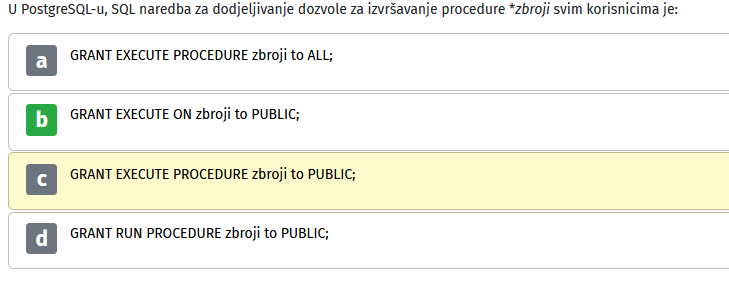 U PostgreSQL-u, SQL naredba za dodjeljivanje dozvole za izvršavanje procedure *zbroji svim korisnicima je:
a GRANT EXECUTE PROCEDURE zbroji to ALL;
b GRANT EXECUTE ON zbroji to PUBLIC;
c GRANT EXECUTE PROCEDURE zbroji to PUBLIC;
d GRANT RUN PROCEDURE zbroji to PUBLIC;